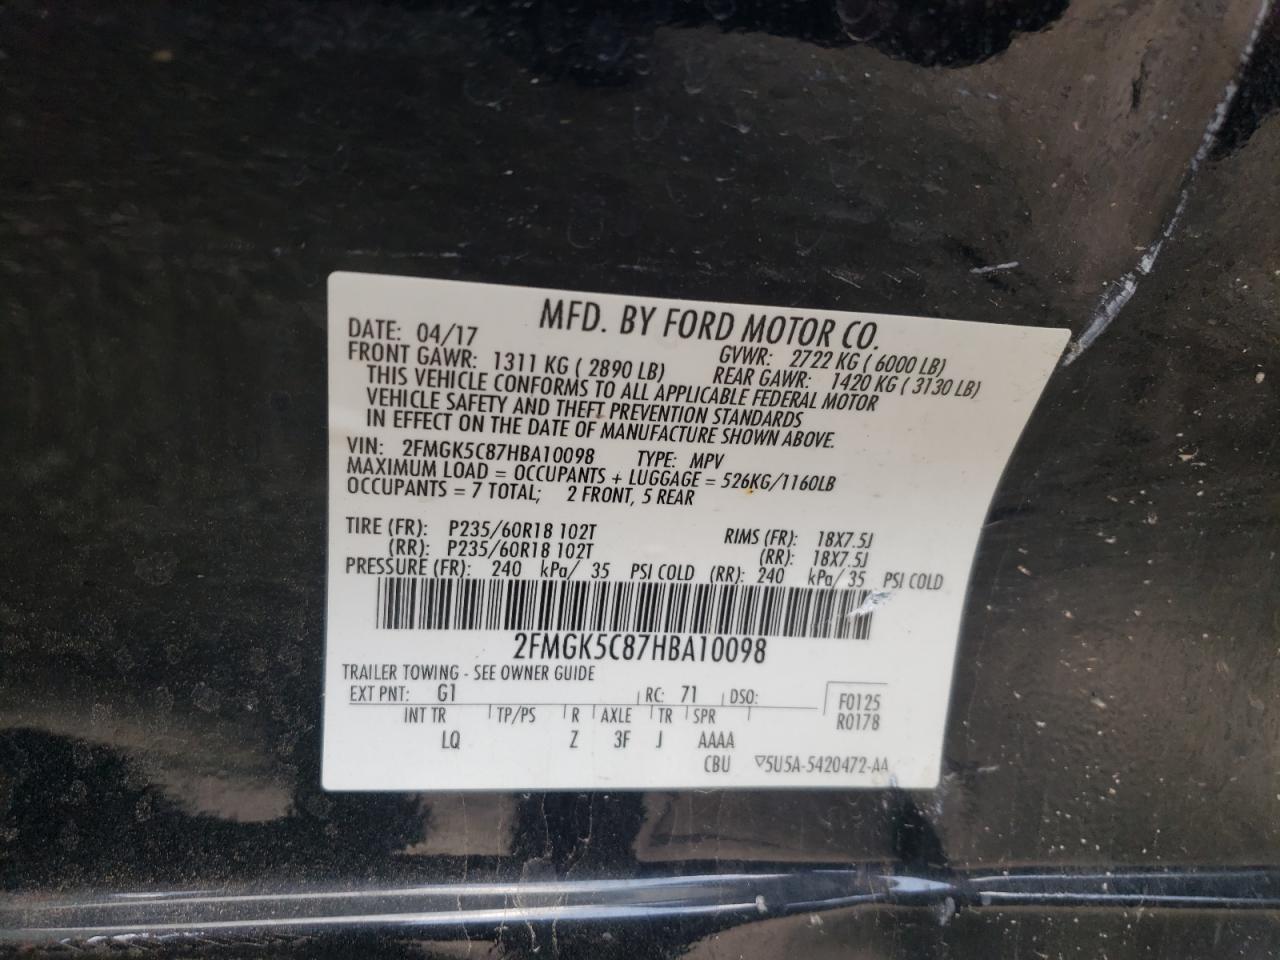 MFD. BY FORD MOTOR CO.
DATE: 04/17 GVWR: 2722 KG ( 6000 LB)
FRONT GAWR: 1311 KG ( 2890 LB) REAR GAWR: 1420 KG ( 3130 LB)
THIS VEHICLE CONFORMS TO ALL APPLICABLE FEDERAL MOTOR
VEHICLE SAFETY AND THEFT PREVENTION STANDARDS
IN EFFECT ON THE DATE OF MANUFACTURE SHOWN ABOVE.
VIN: 2FMGK5C87HBA10098 TYPE: MPV
MAXIMUM LOAD = OCCUPANTS + LUGGAGE = 526KG/1160LB
OCCUPANTS = 7 TOTAL; 2 FRONT, 5 REAR
TIRE (FR): P235/60R18 102T RIMS (FR): 18X7.5J
(RR): P235/60R18 102T (RR): 18X7.5J
PRESSURE (FR): 240 kPa/ 35 PSI COLD (RR): 240 kPa/ 35 PSI COLD
2FMGK5C87HBA10098
TRAILER TOWING - SEE OWNER GUIDE
EXT PNT: G1 RC: 71 DSO: F0125
INT TR TP/PS R AXLE TR SPR R0178
LQ Z 3F J AAAA
CBU ▽5U5A-5420472-AA